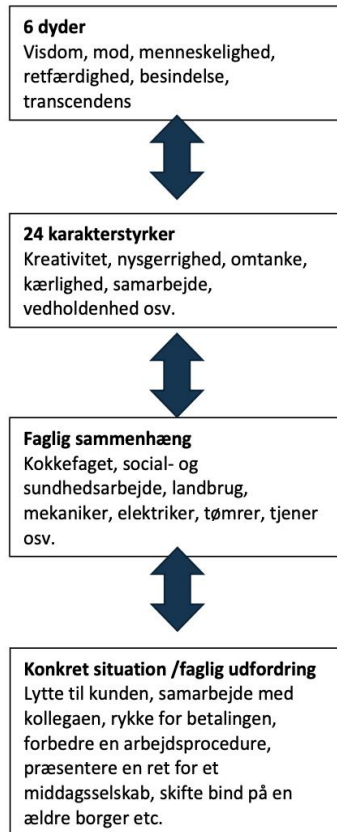 6 dyder
Visdom, mod, menneskelighed,
retfærdighed, besindelse,
transcendens
24 karakterstyrker
Kreativitet, nysgerrighed, omtanke,
kærlighed, samarbejde,
vedholdenhed osv.
Faglig sammenhæng
Kokkefaget, social- og
sundhedsarbejde, landbrug,
mekaniker, elektriker, tømrer, tjener
osv.
Konkret situation /faglig udfordring
Lytte til kunden, samarbejde med
kollegaen, rykke for betalingen,
forbedre en arbejdsprocedure,
præsentere en ret for et
middagsselskab, skifte bind på en
ældre borger etc.